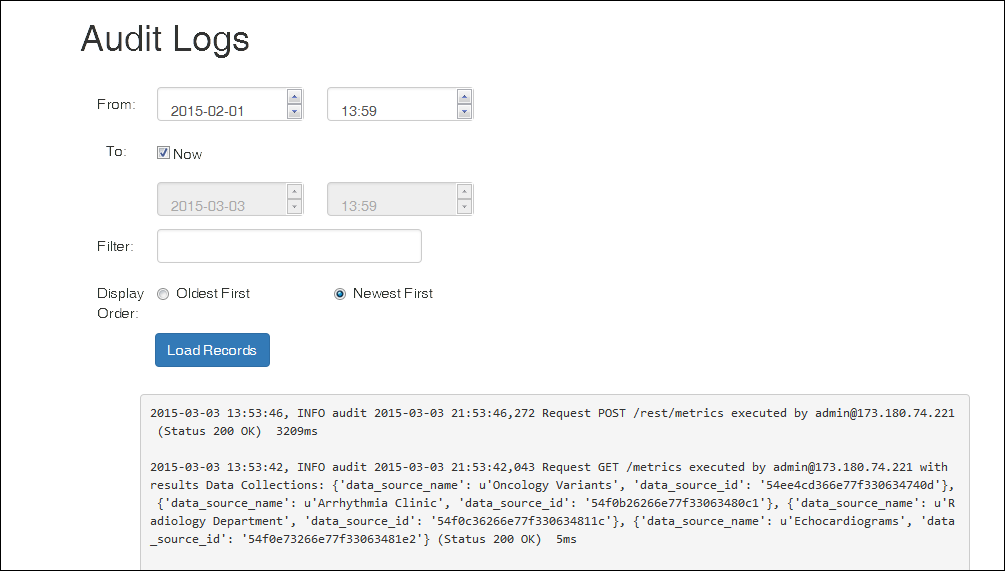 Audit Logs
From: 2015-02-01 13:59
To: Now
2015-03-03 13:59
Filter:
Display Order: Oldest First Newest First
Load Records
2015-03-03 13:53:46, INFO audit 2015-03-03 21:53:46,272 Request POST /rest/metrics executed by admin@173.180.74.221
(Status 200 OK)  3209ms
2015-03-03 13:53:42, INFO audit 2015-03-03 21:53:42,043 Request GET /metrics executed by admin@173.180.74.221 with
results Data Collections: {'data_source_name': u'Oncology Variants', 'data_source_id': '54ee4cd366e77f330634740d'},
{'data_source_name': u'Arrhythmia Clinic', 'data_source_id': '54f0b26266e77f33063480c1'}, {'data_source_name': u'R
adiology Department', 'data_source_id': '54f0c36266e77f330634811c'}, {'data_source_name': u'Echocardiograms', 'data
_source_id': '54f0e73266e77f33063481e2'} (Status 200 OK)  5ms